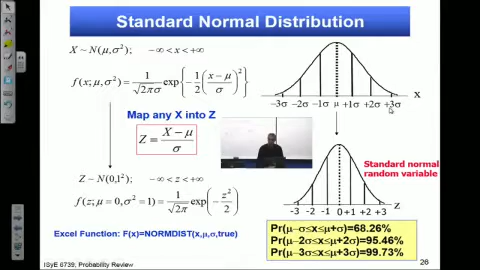 Standard Normal Distribution
X ~ N(μ,σ²); −∞ < x < +∞
f(x; μ,σ²) = 1/(√2πσ) exp{−1/2((x−μ)/σ)²}
−3σ −2σ −1σ μ +1σ +2σ +3σ x
Map any X into Z
Z = (X − μ)/σ
Z ~ N(0,1²); −∞ < z < +∞
f(z; μ = 0,σ² = 1) = 1/√2π exp(−z²/2)
Standard normal
random variable
-3 -2 -1 0 +1 +2 +3 z
Excel Function: F(x)=NORMDIST(x,μ,σ,true)
Pr(μ−σ≤x≤μ+σ)=68.26%
Pr(μ−2σ≤x≤μ+2σ)=95.46%
Pr(μ−3σ≤x≤μ+3σ)=99.73%
ISyE 6739, Probability Review
26